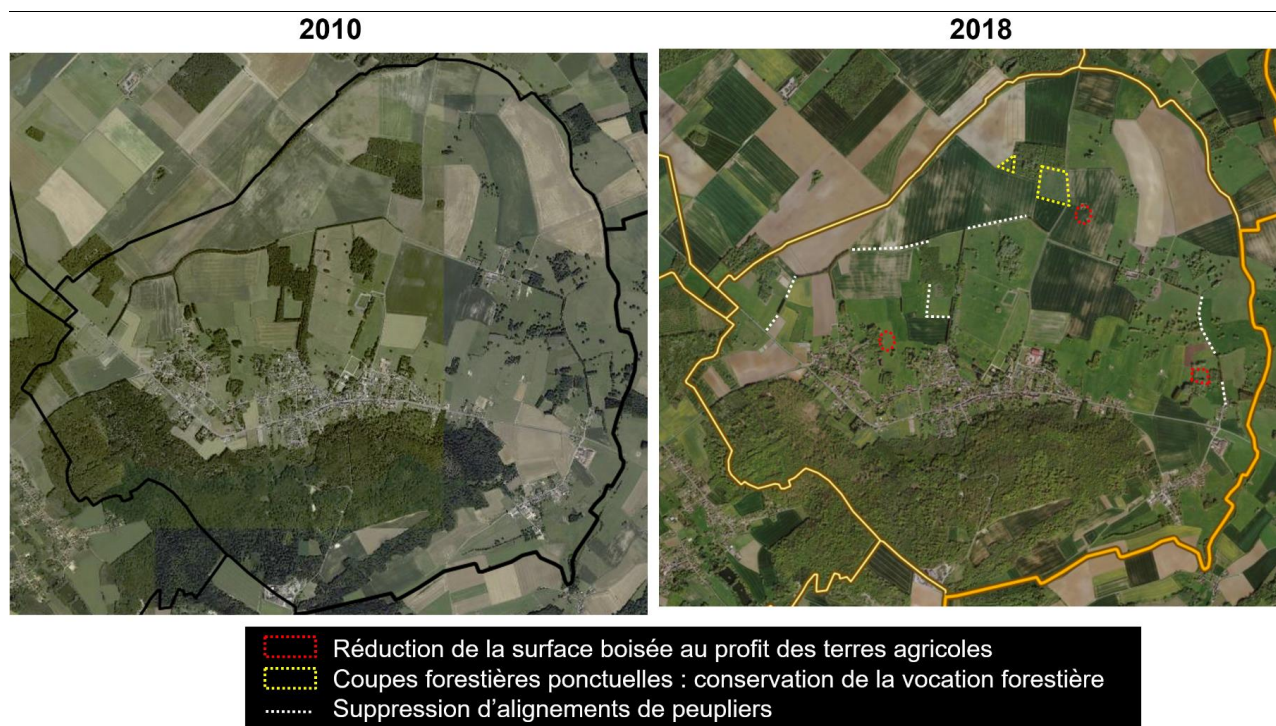 2010
2018
Réduction de la surface boisée au profit des terres agricoles
Coupes forestières ponctuelles : conservation de la vocation forestière
Suppression d'alignements de peupliers